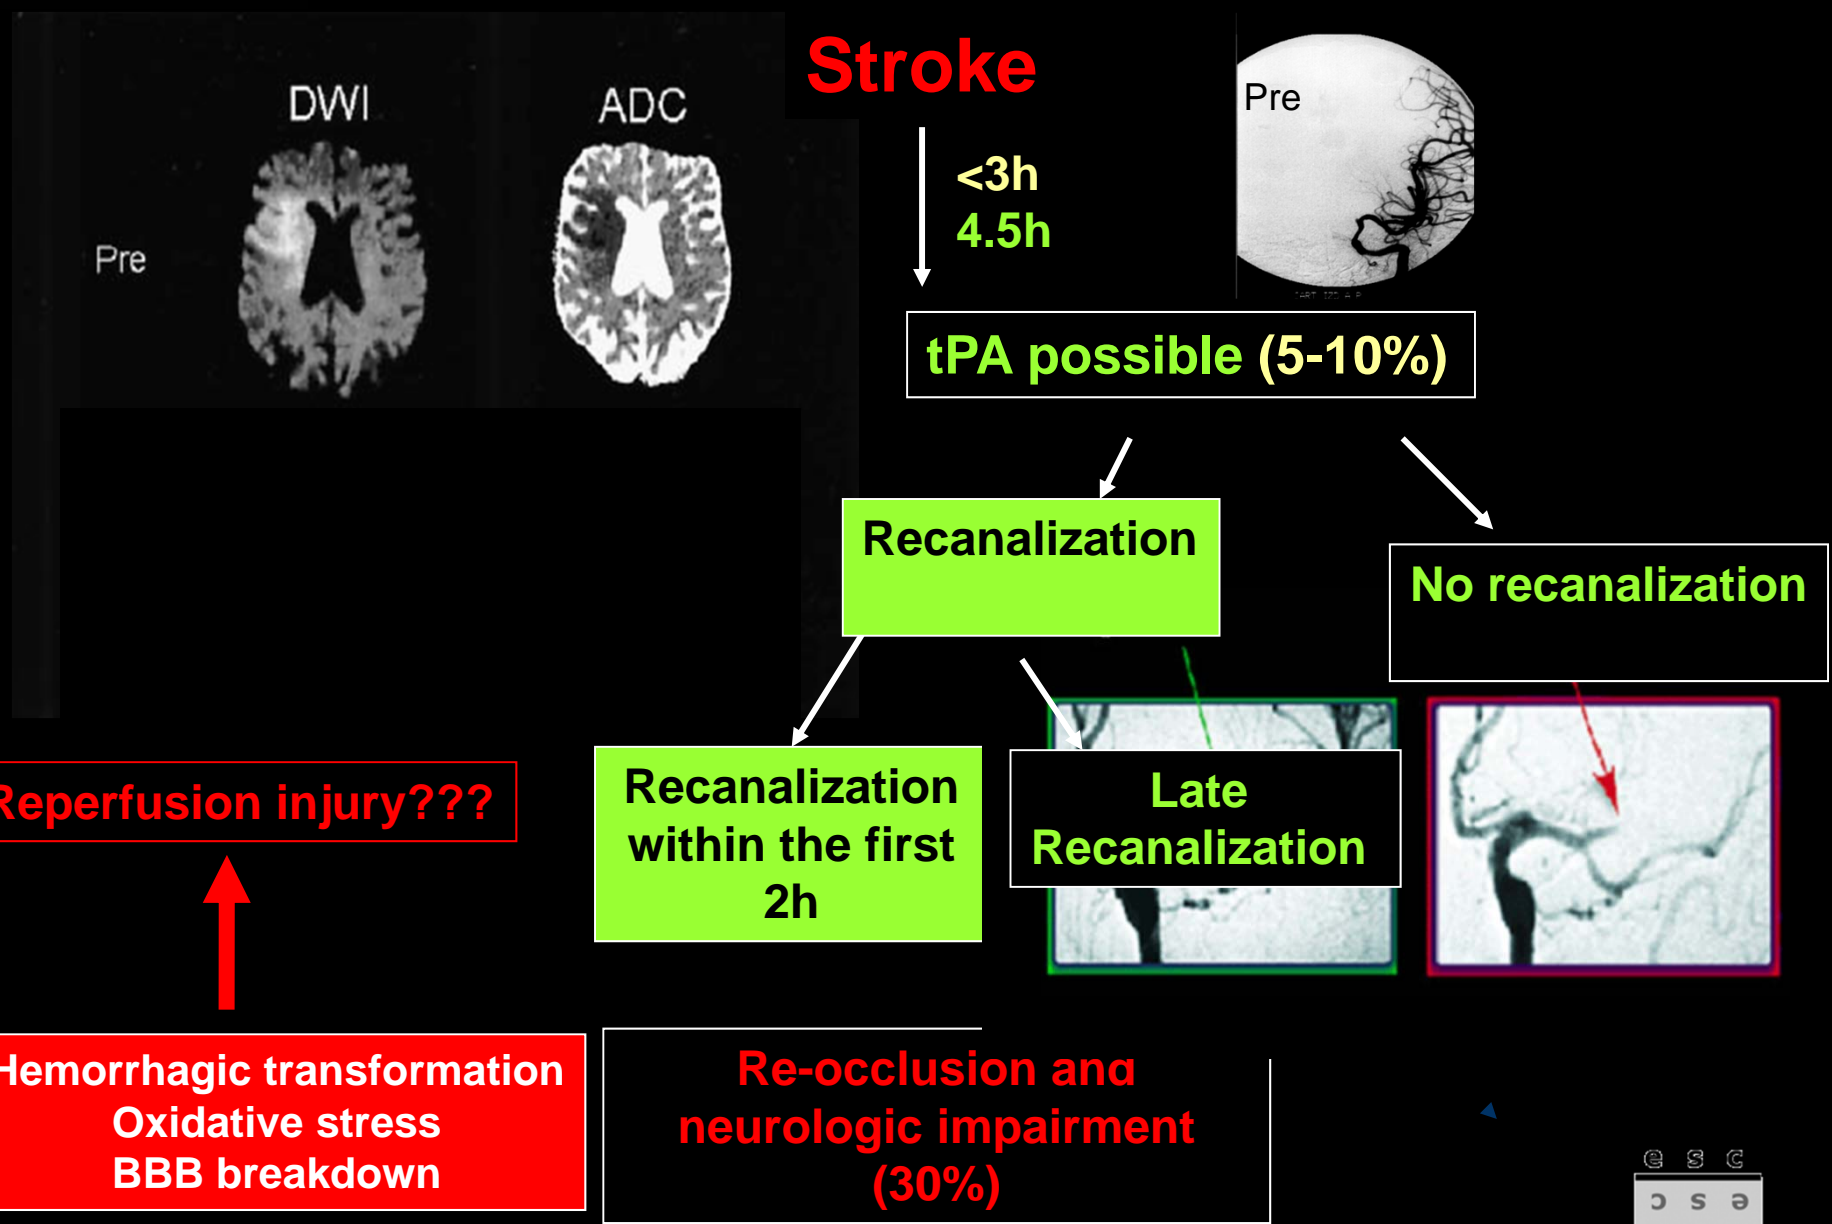 Stroke
DWI
ADC
Pre
Pre
<3h
4.5h
tPA possible (5-10%)
Recanalization
No recanalization
Reperfusion injury???
Recanalization
within the first
2h
Late
Recanalization
Hemorrhagic transformation
Oxidative stress
BBB breakdown
Re-occlusion and
neurologic impairment
(30%)
e s c